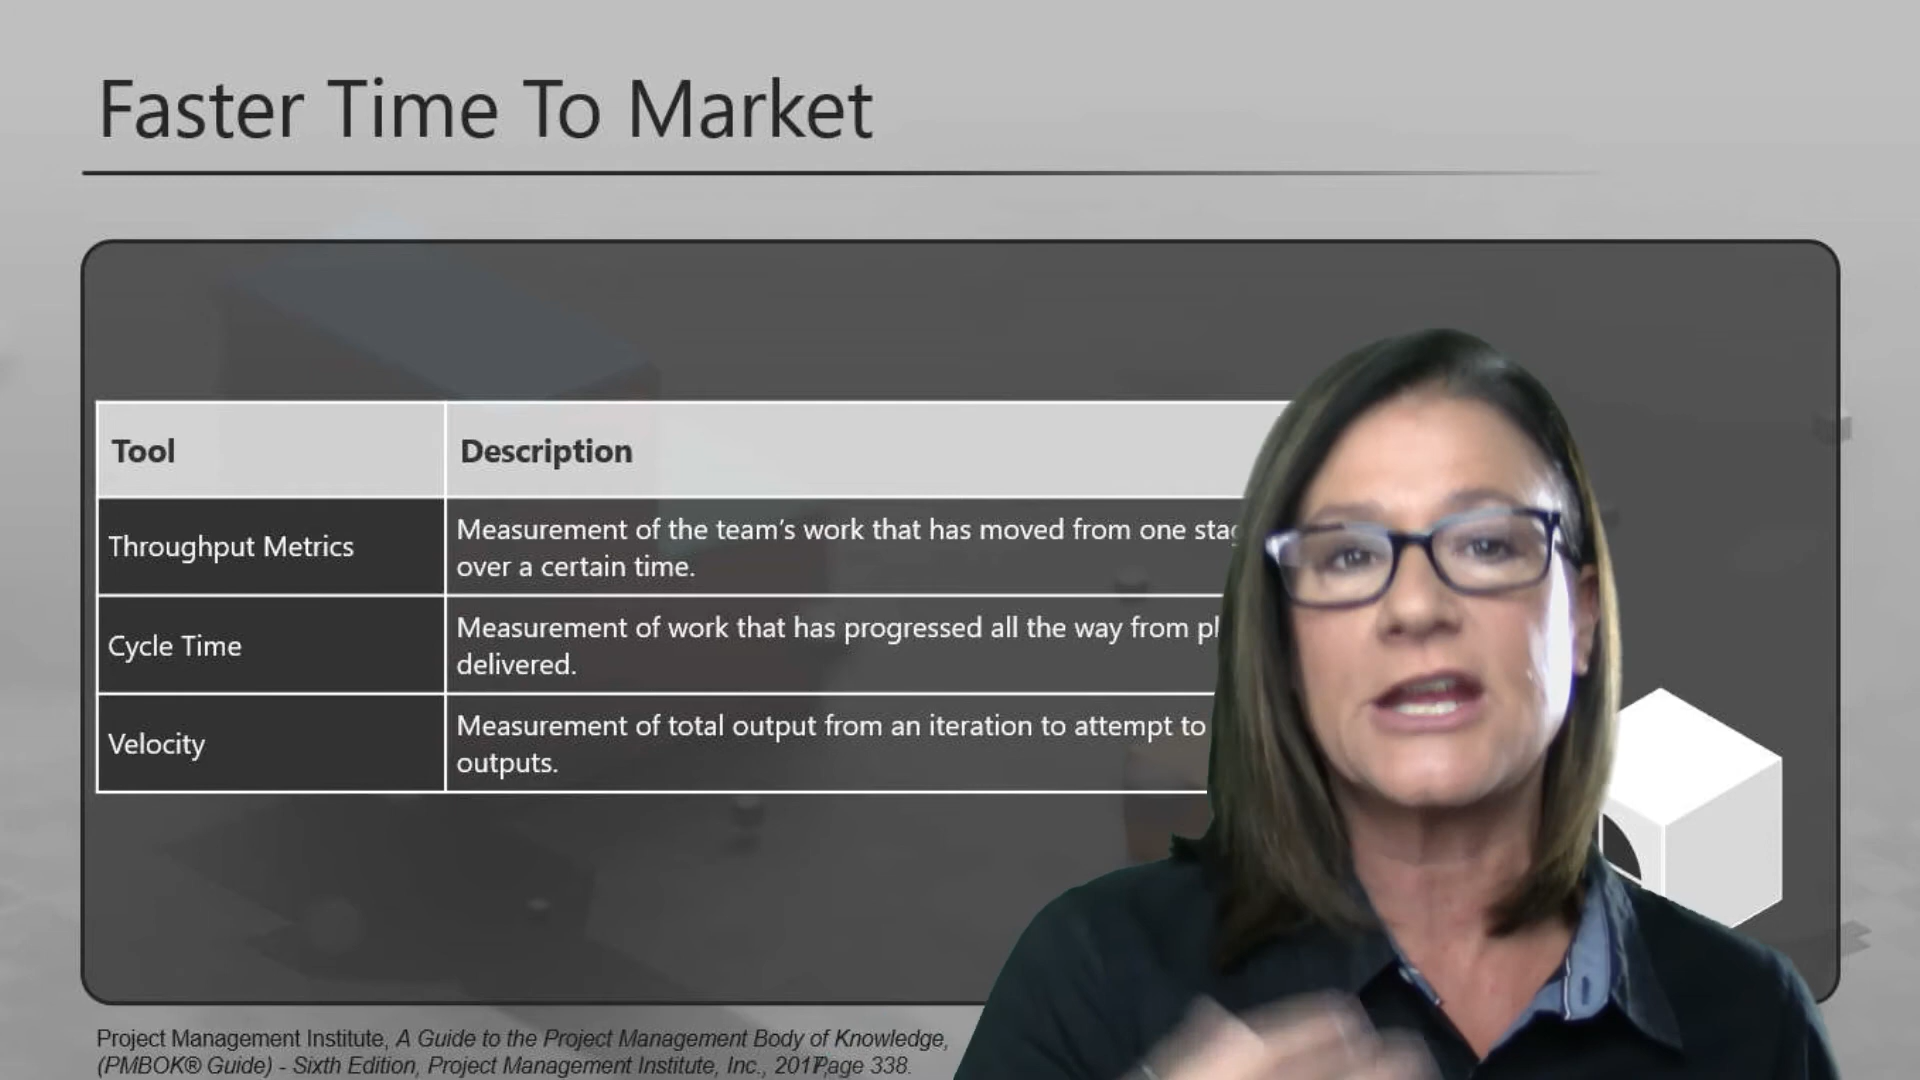 Faster Time To Market
Tool
Description
Throughput Metrics
Measurement of the team's work that has moved from one
over a certain time.
Cycle Time
Measurement of work that has progressed all the way from
delivered.
Velocity
Measurement of total output from an iteration to attempt to
outputs.
Project Management Institute, A Guide to the Project Management Body of Knowledge,
(PMBOK® Guide) - Sixth Edition, Project Management Institute, Inc., 2017, Page 338.